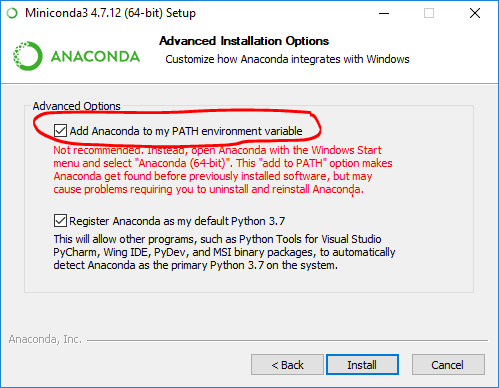 Miniconda3 4.7.12 (64-bit) Setup
ANACONDA
Advanced Installation Options
Customize how Anaconda integrates with Windows
Advanced Options
Add Anaconda to my PATH environment variable
Not recommended. Instead, open Anaconda with the Windows Start
menu and select "Anaconda (64-bit)". This "add to PATH" option makes
Anaconda get found before previously installed software, but may
cause problems requiring you to uninstall and reinstall Anaconda.
Register Anaconda as my default Python 3.7
This will allow other programs, such as Python Tools for Visual Studio
PyCharm, Wing IDE, PyDev, and MSI binary packages, to automatically
detect Anaconda as the primary Python 3.7 on the system.
Anaconda, Inc.
< Back
Install
Cancel